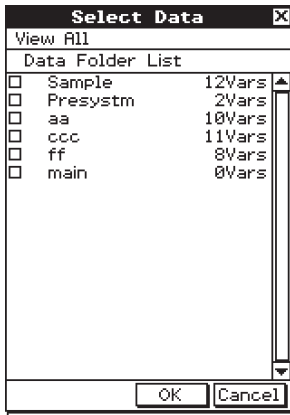 Select Data
View All
Data Folder List
Sample 12Vars
Presystm 2Vars
aa 10Vars
ccc 11Vars
ff 8Vars
main 0Vars
OK Cancel